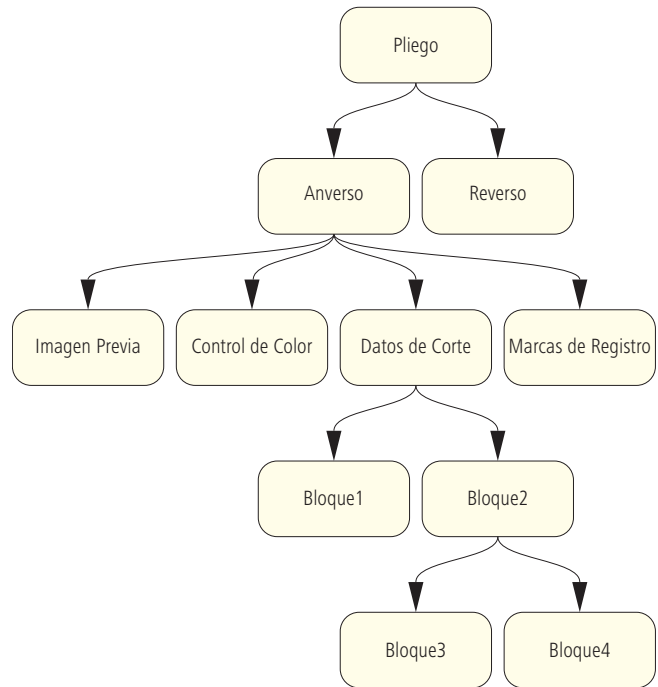 Pliego
Anverso
Reverso
Imagen Previa
Control de Color
Datos de Corte
Marcas de Registro
Bloque1
Bloque2
Bloque3
Bloque4